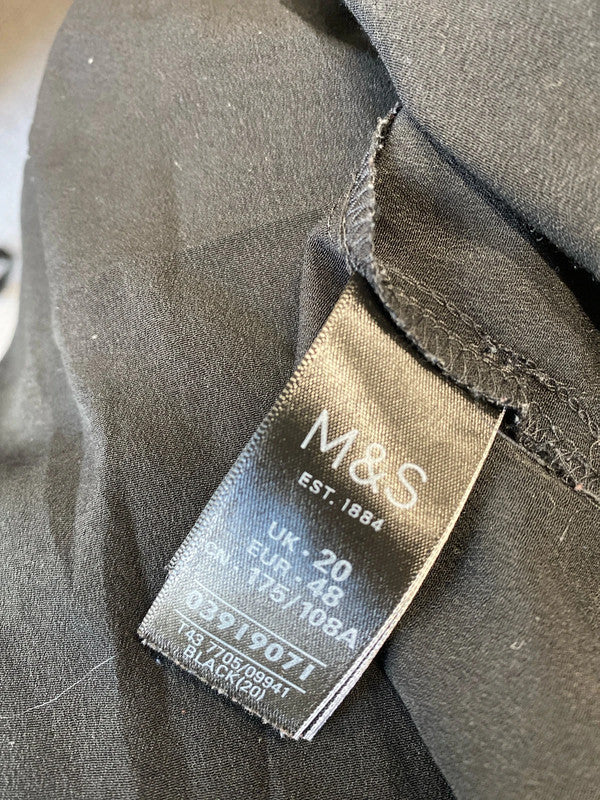 M&S
EST. 1884
UK - 20
EUR - 48
CN - 175/108A
03919071
T43 7705/09941
BLACK(20)